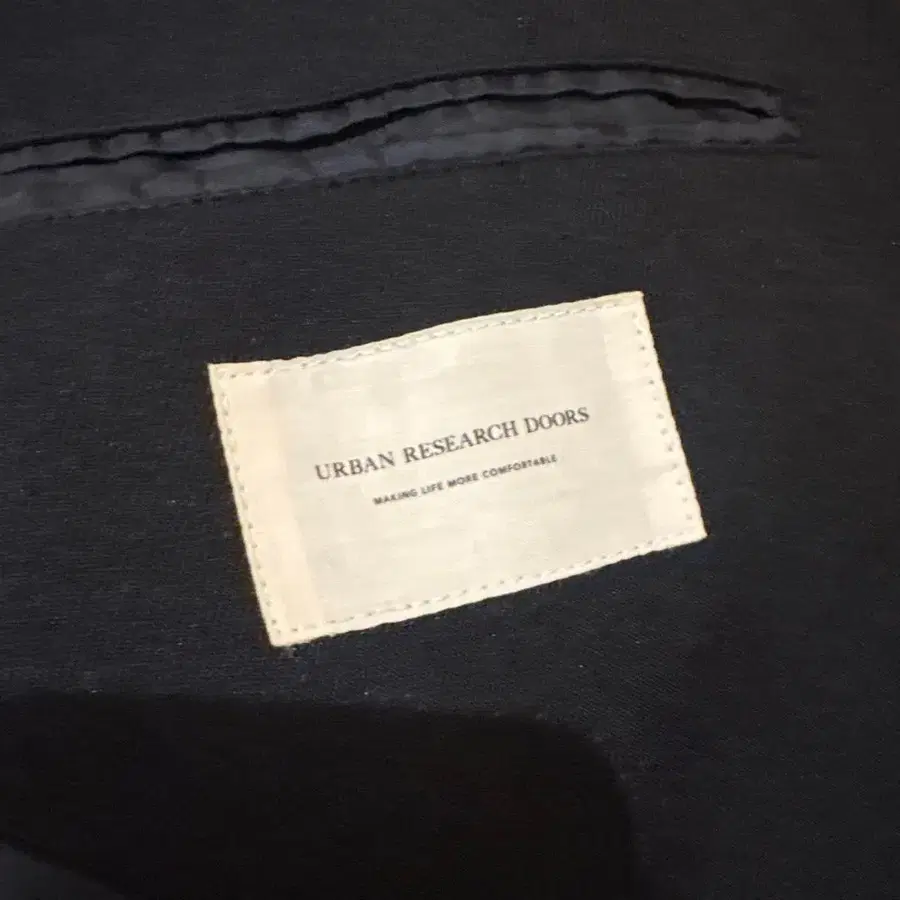 URBAN RESEARCH DOORS
MAKING LIFE MORE COMFORTABLE